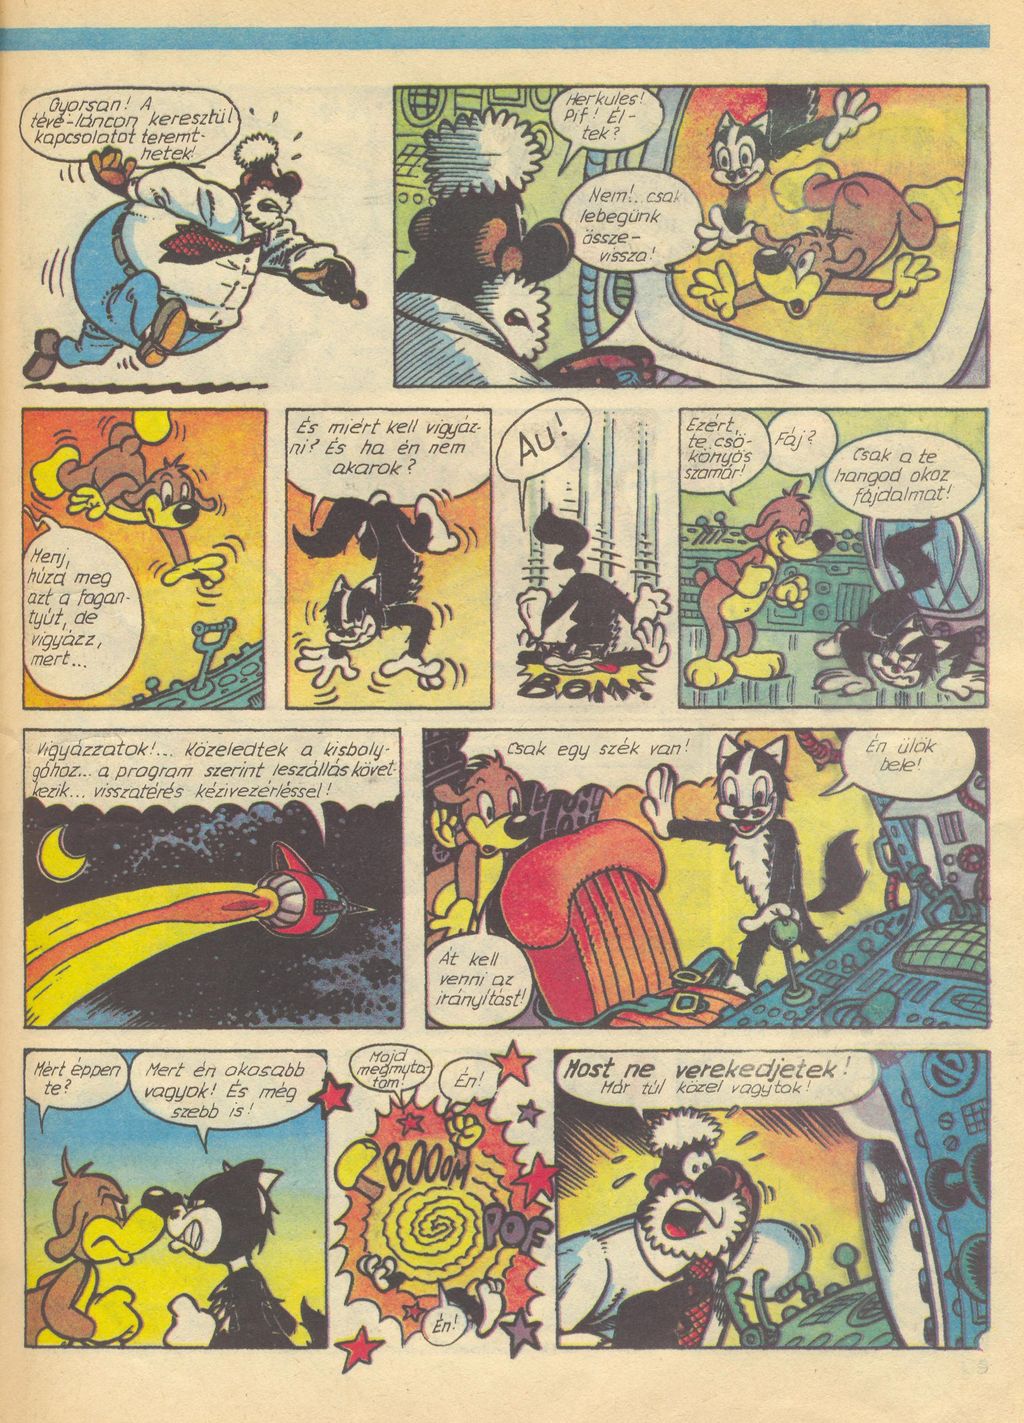 Gyorsan! A
tévé-láncon keresztül
kapcsolatot teremt-
hetek!
Herkules!
Pif! Él-
tek?
Nem!.. csak
lebegünk
össze-
vissza!
Menj,
húzd meg
azt a fogan-
tyút, de
vigyázz,
mert...
És miért kell vigyáz-
ni? És ha én nem
akarok?
Au!
BOMM!
Ezért,
te csö-
könyös
szamár!
Fáj?
Csak a te
hangod okoz
fájdalmat!
Vigyázzatok!... Közeledtek a kisboly-
góhoz... a program szerint leszállás követ-
kezik... visszatérés kézivezérléssel!
Csak egy szék van!
Én ülök
bele!
Át kell
venni az
irányítást!
Mért éppen
te?
Mert én okosabb
vagyok! És még
szebb is!
Majd
megmuta-
tom!
Én!
BOOOM
POF
Én!
Most ne verekedjetek!
Már túl közel vagytok!
5